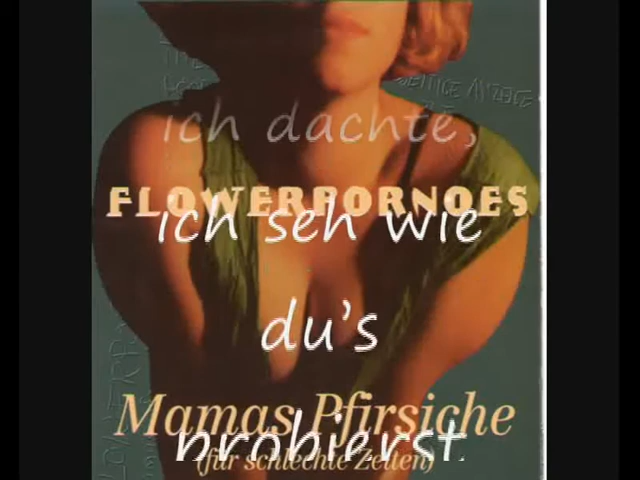 ich dachte,
FLOWERPORNOES
ich seh wie
du's
Mamas Pfirsiche
probierst.
(für schlechte Zeiten)